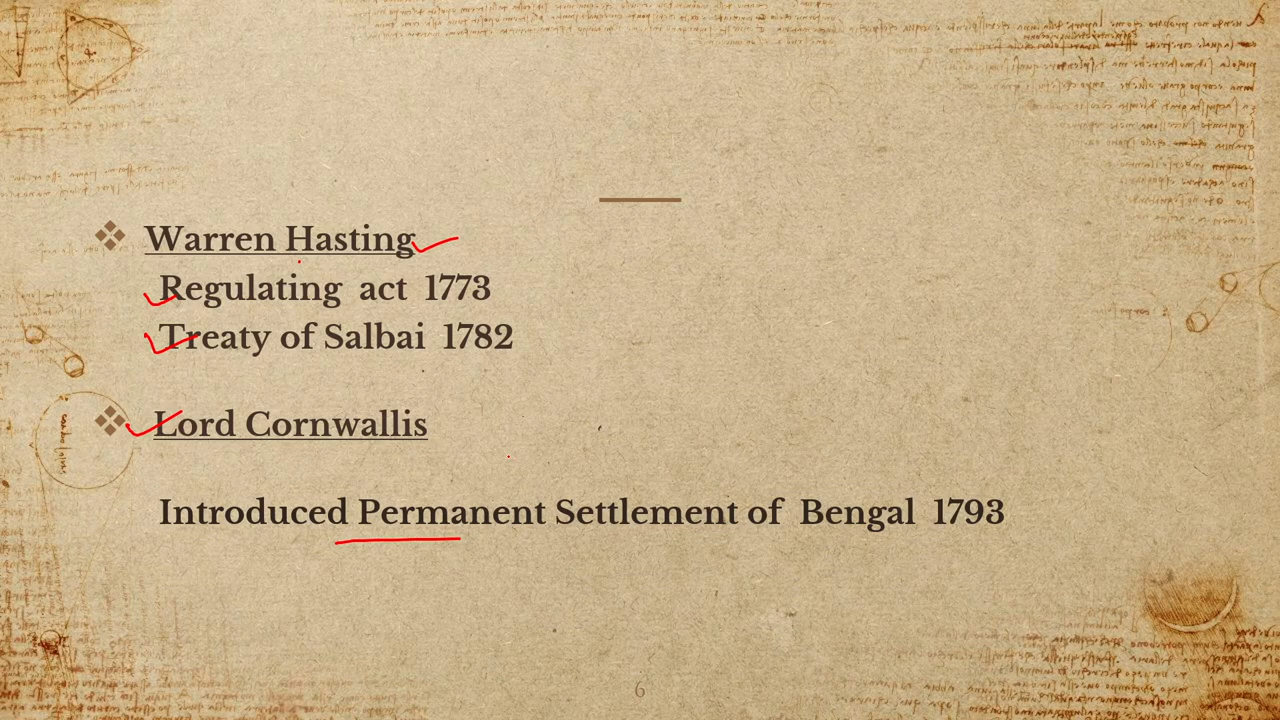 Warren Hasting
Regulating act 1773
Treaty of Salbai 1782
Lord Cornwallis
Introduced Permanent Settlement of Bengal 1793
6